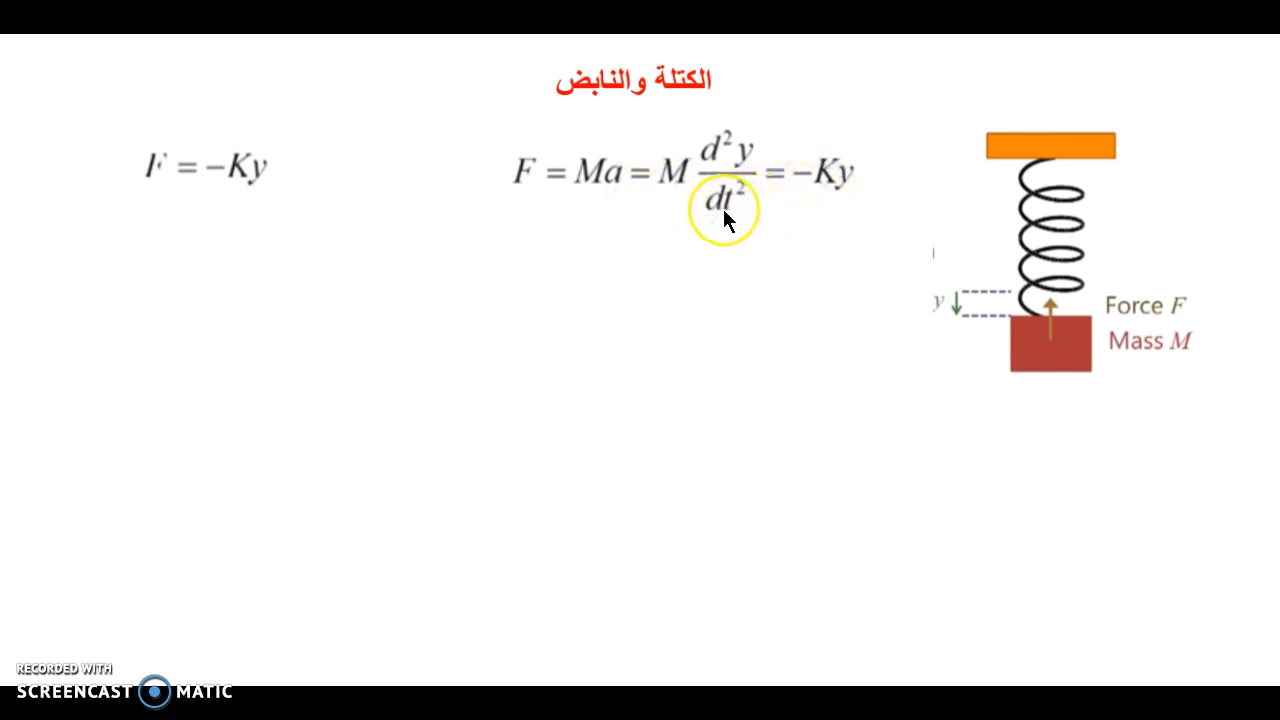 الكتلة والنابض
F = −Ky
F = Ma = M d²y/dt² = −Ky
y
Force F
Mass M
RECORDED WITH
SCREENCAST MATIC